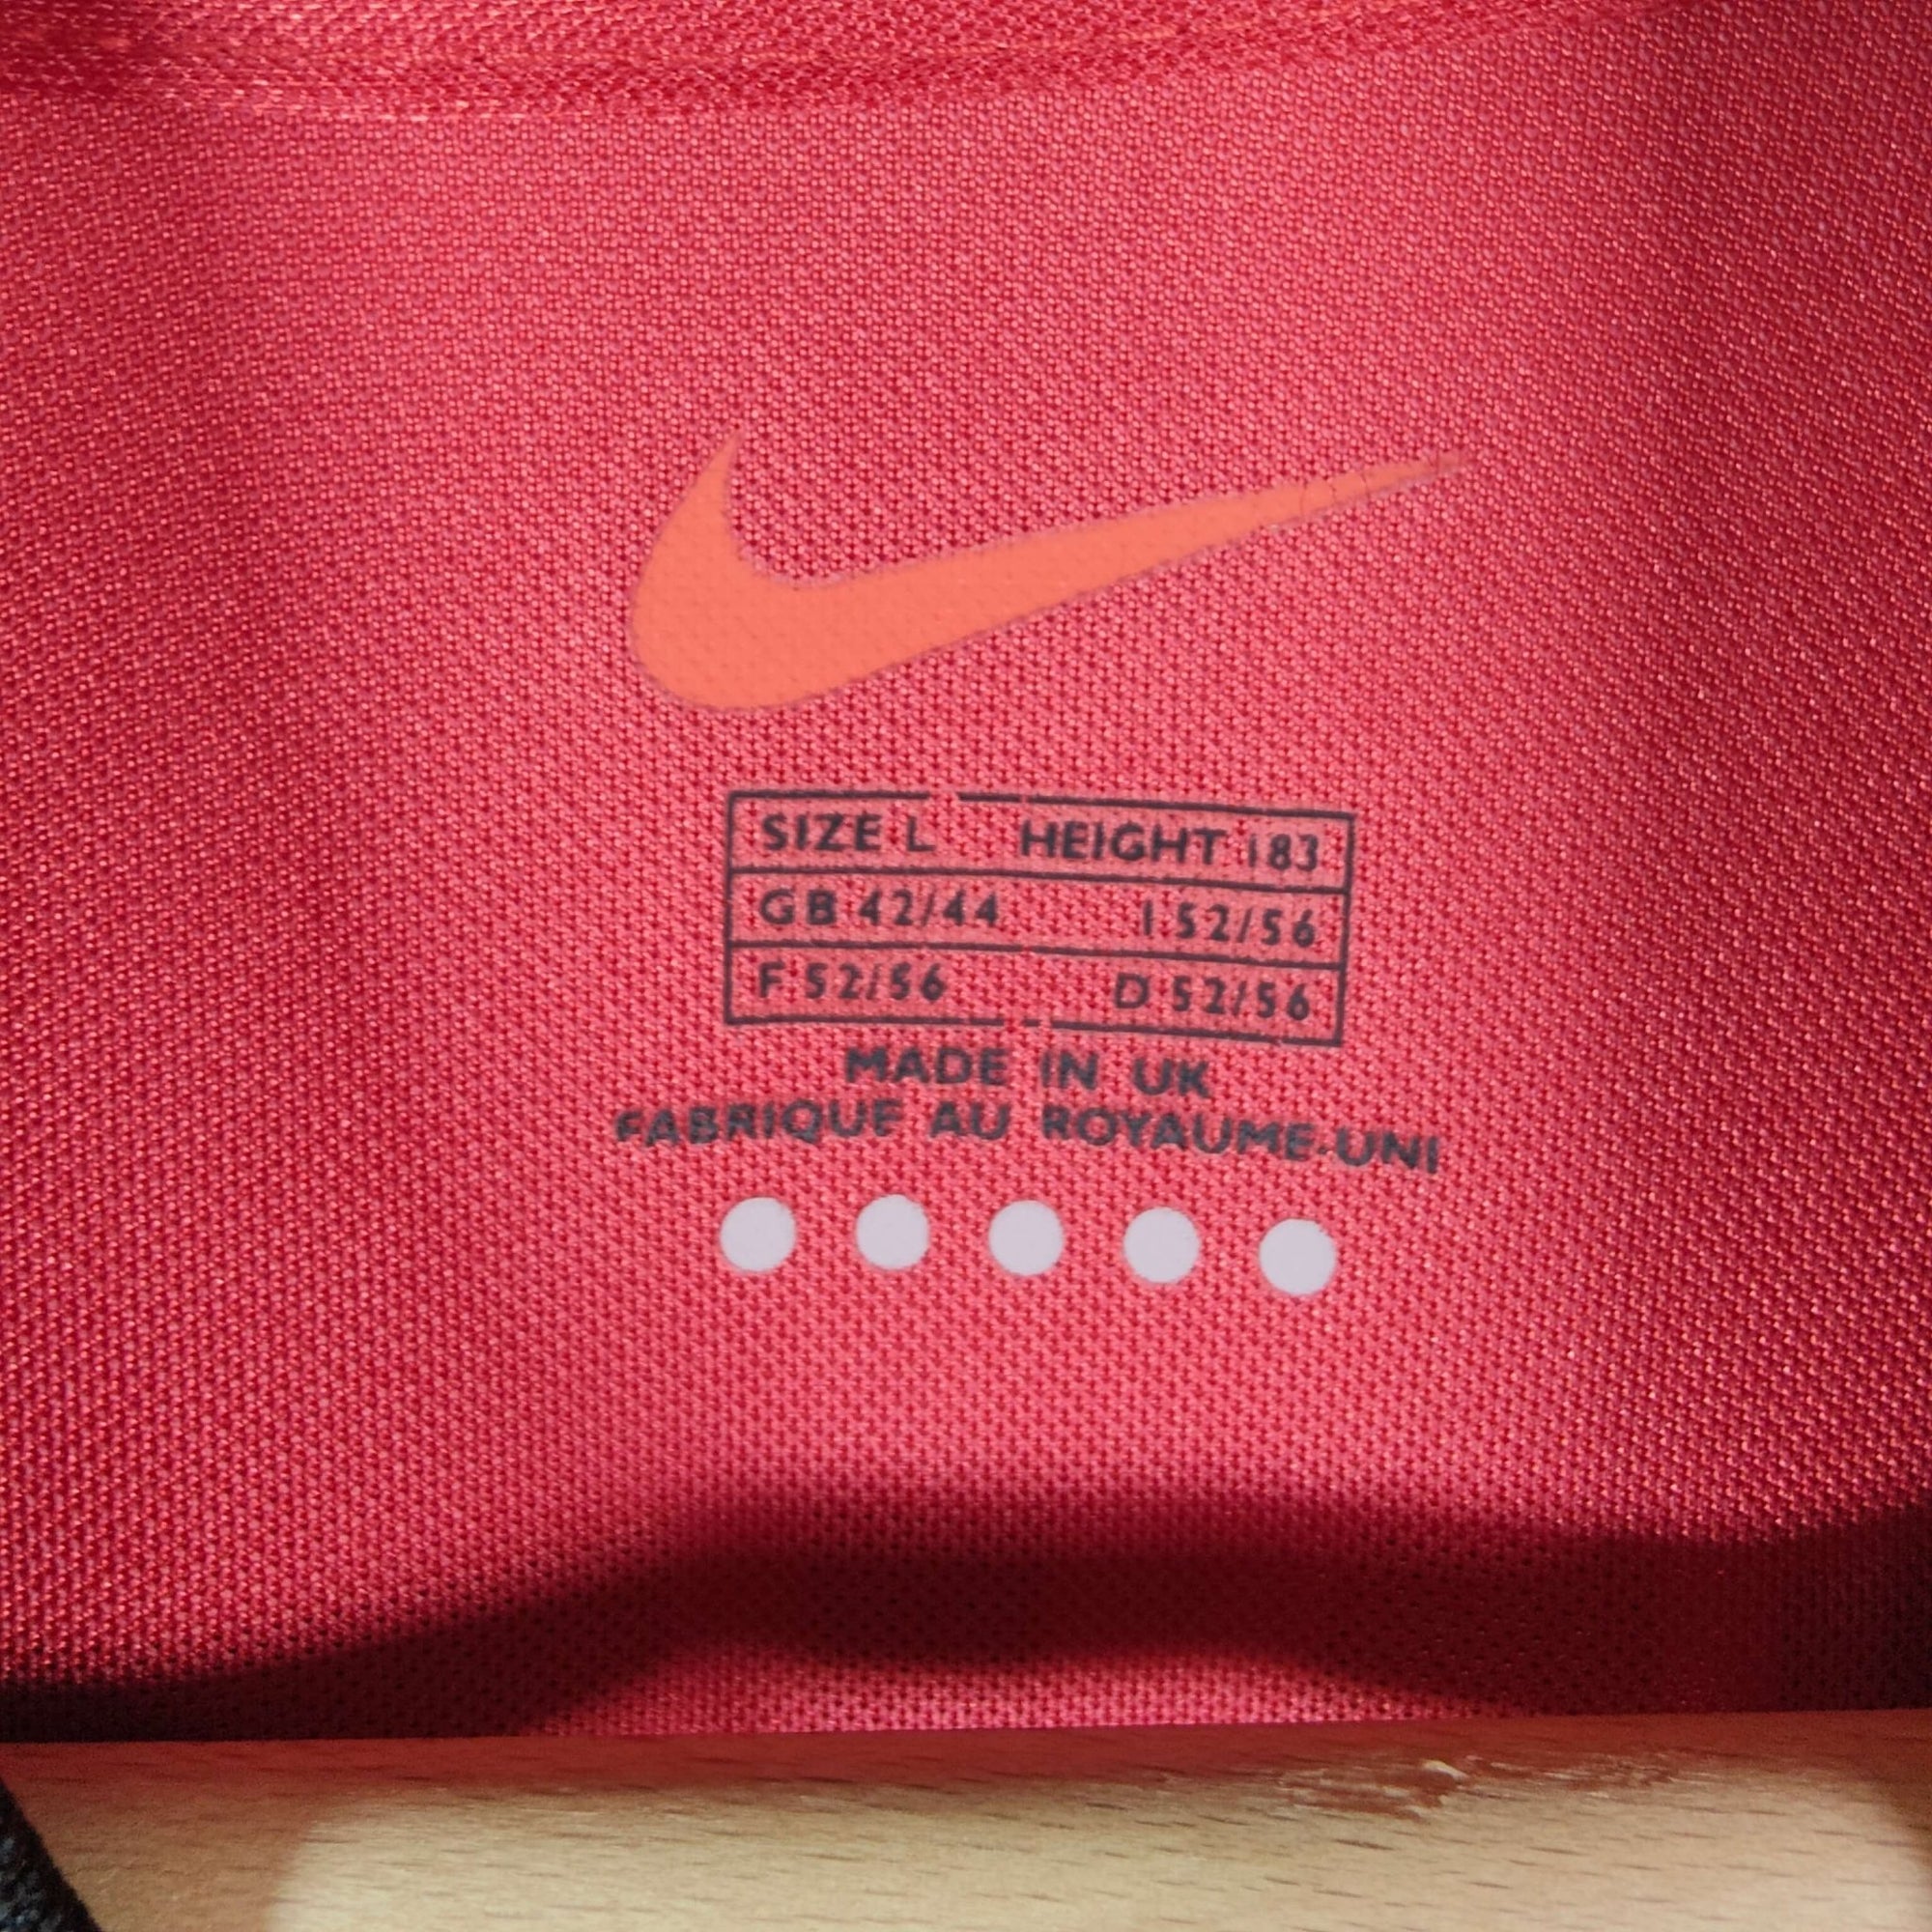 SIZE L HEIGHT 183
GB 42/44 I 52/56
F 52/56 D 52/56
MADE IN UK
FABRIQUE AU ROYAUME-UNI